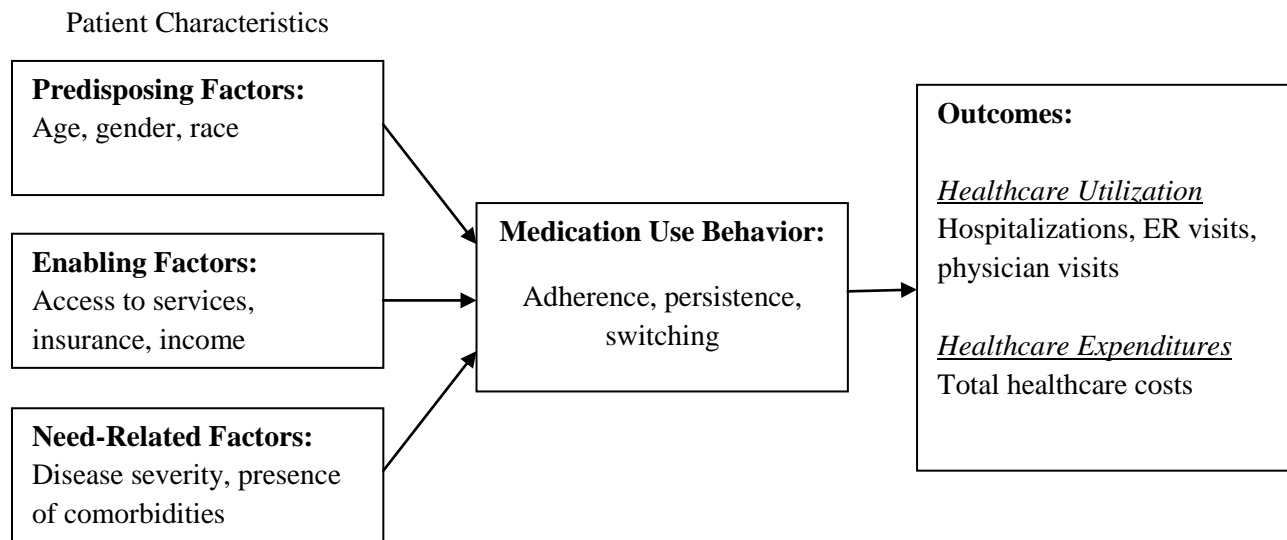 Patient Characteristics
Predisposing Factors:
Age, gender, race
Enabling Factors:
Access to services,
insurance, income
Need-Related Factors:
Disease severity, presence
of comorbidities
Medication Use Behavior:
Adherence, persistence,
switching
Outcomes:
Healthcare Utilization
Hospitalizations, ER visits,
physician visits
Healthcare Expenditures
Total healthcare costs